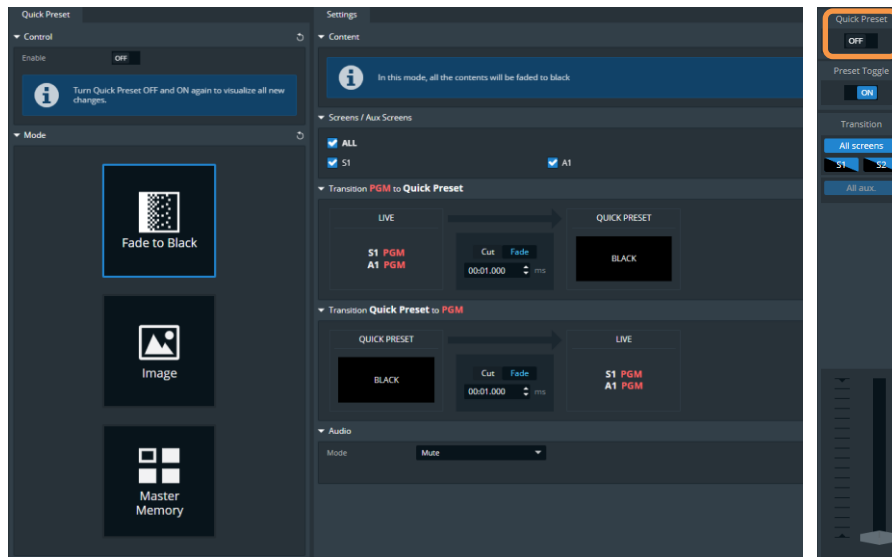 Quick Preset
Control
Enable OFF
Turn Quick Preset OFF and ON again to visualize all new
changes.
Mode
Fade to Black
Image
Master
Memory
Settings
Content
In this mode, all the contents will be faded to black
Screens / Aux Screens
ALL
S1 A1
Transition PGM to Quick Preset
LIVE QUICK PRESET
S1 PGM
A1 PGM
Cut Fade
00:01.000 ms
BLACK
Transition Quick Preset to PGM
QUICK PRESET LIVE
BLACK
Cut Fade
00:01.000 ms
S1 PGM
A1 PGM
Audio
Mode Mute
Quick Preset
OFF
Preset Toggle
ON
Transition
All screens
S1 S2
All aux.